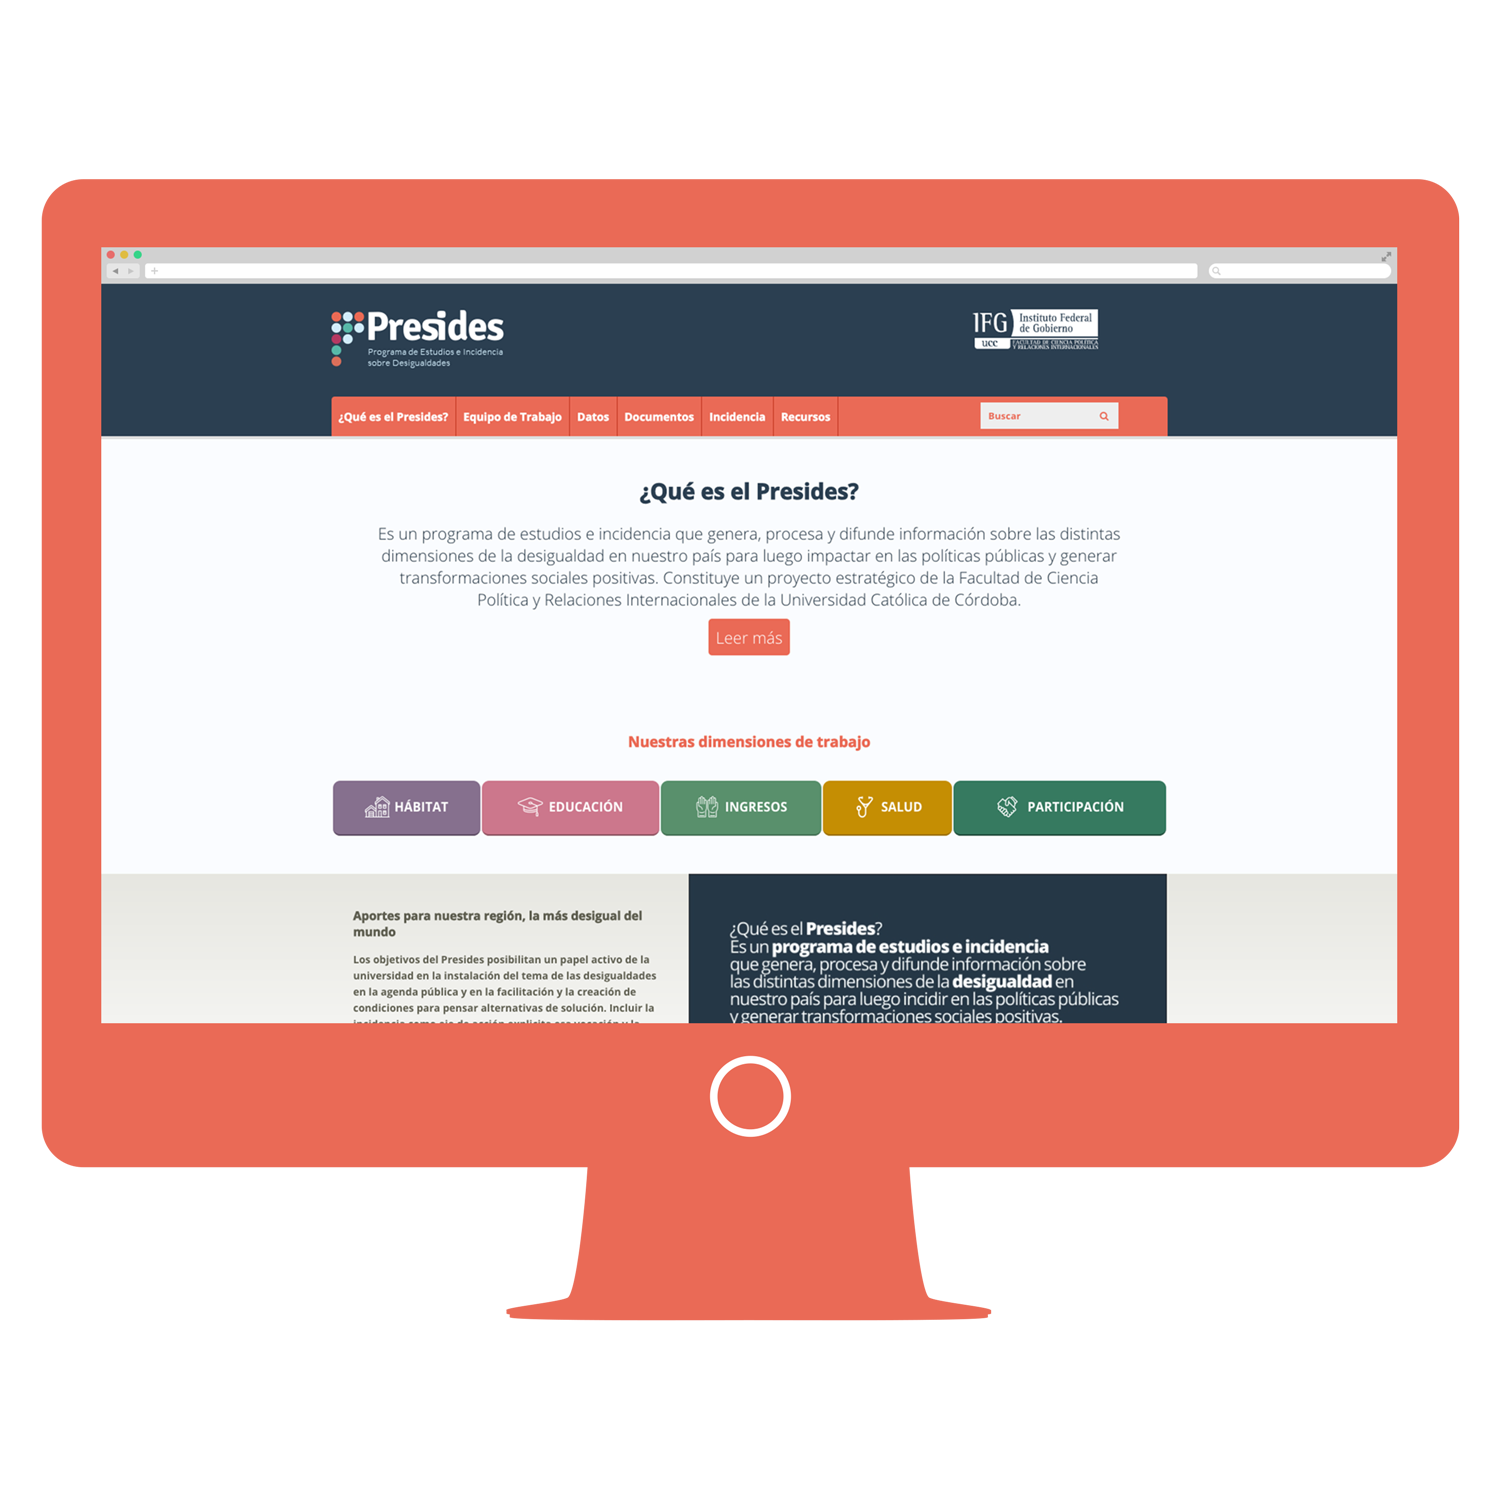 Presides
Programa de Estudios e Incidencia
sobre Desigualdades
IFG
Instituto Federal
de Gobierno
ucc
FACULTAD DE CIENCIA POLÍTICA
Y RELACIONES INTERNACIONALES
¿Qué es el Presides? Equipo de Trabajo Datos Documentos Incidencia Recursos Buscar
¿Qué es el Presides?
Es un programa de estudios e incidencia que genera, procesa y difunde información sobre las distintas
dimensiones de la desigualdad en nuestro país para luego impactar en las políticas públicas y generar
transformaciones sociales positivas. Constituye un proyecto estratégico de la Facultad de Ciencia
Política y Relaciones Internacionales de la Universidad Católica de Córdoba.
Leer más
Nuestras dimensiones de trabajo
HÁBITAT EDUCACIÓN INGRESOS SALUD PARTICIPACIÓN
Aportes para nuestra región, la más desigual del
mundo
Los objetivos del Presides posibilitan un papel activo de la
universidad en la instalación del tema de las desigualdades
en la agenda pública y en la facilitación y la creación de
condiciones para pensar alternativas de solución. Incluir la
¿Qué es el Presides?
Es un programa de estudios e incidencia
que genera, procesa y difunde información sobre
las distintas dimensiones de la desigualdad en
nuestro país para luego incidir en las políticas públicas
y generar transformaciones sociales positivas.